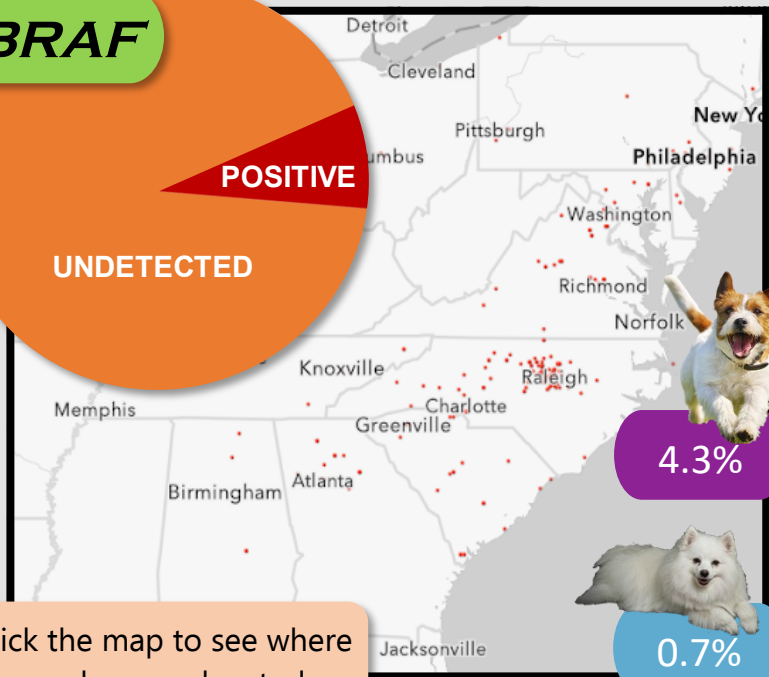 BRAF
Detroit
Cleveland
New Yo
Pittsburgh
umbus
Philadelphia
POSITIVE
Washington
UNDETECTED
Richmond
Norfolk
Knoxville
Raleigh
Memphis
Charlotte
Greenville
4.3%
Atlanta
Birmingham
ick the map to see where
Jacksonville
0.7%